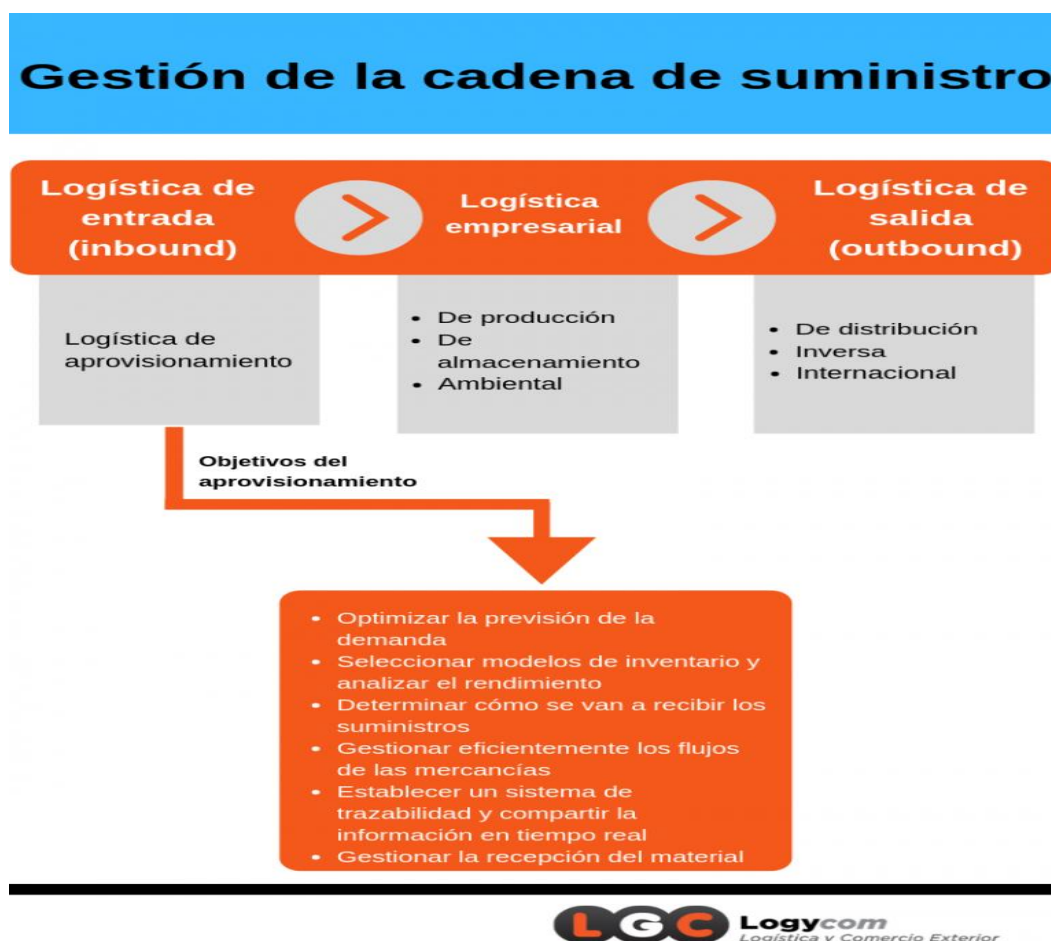 Gestión de la cadena de suministro
Logística de
entrada
(inbound)
Logística
empresarial
Logística de
salida
(outbound)
Logística de
aprovisionamiento
• De producción
• De
almacenamiento
• Ambiental
• De distribución
• Inversa
• Internacional
Objetivos del
aprovisionamiento
• Optimizar la previsión de la
demanda
• Seleccionar modelos de inventario y
analizar el rendimiento
• Determinar cómo se van a recibir los
suministros
• Gestionar eficientemente los flujos
de las mercancías
• Establecer un sistema de
trazabilidad y compartir la
información en tiempo real
• Gestionar la recepción del material
LGC
Logycom
Logística y Comercio Exterior